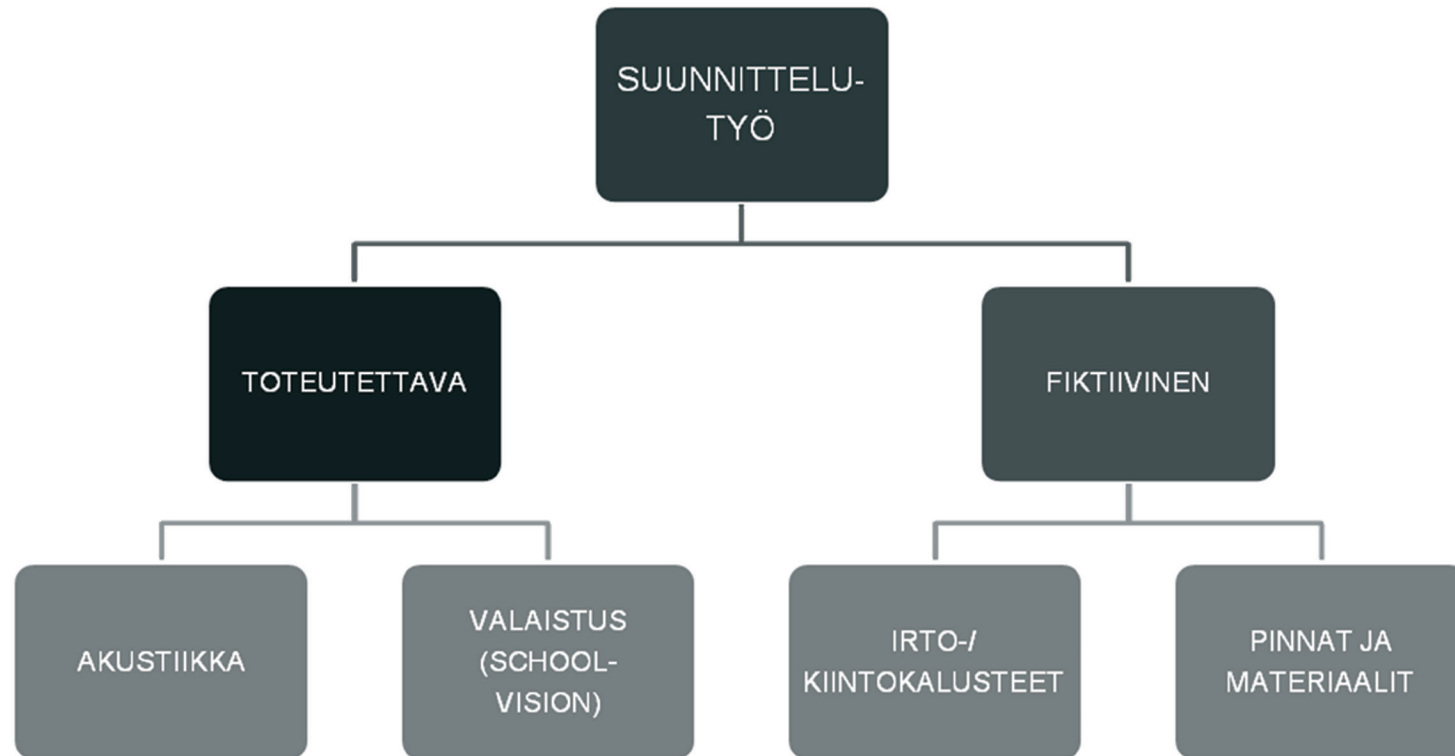 SUUNNITTELU-
TYÖ
TOTEUTETTAVA
FIKTIIVINEN
AKUSTIIKKA
VALAISTUS
(SCHOOL-
VISION)
IRTO-/
KIINTOKALUSTEET
PINNAT JA
MATERIAALIT